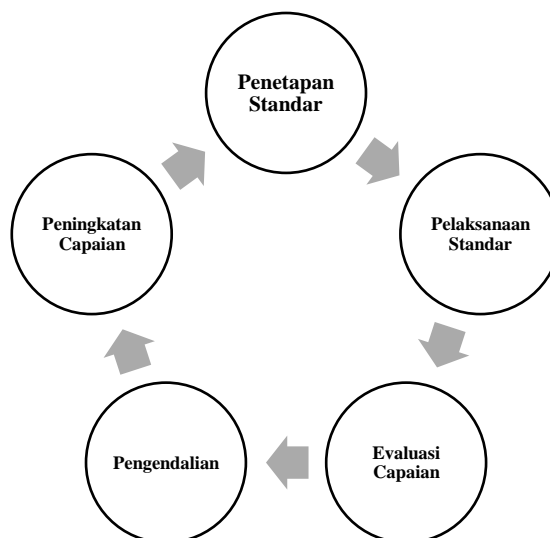 Penetapan
Standar
Pelaksanaan
Standar
Evaluasi
Capaian
Pengendalian
Peningkatan
Capaian